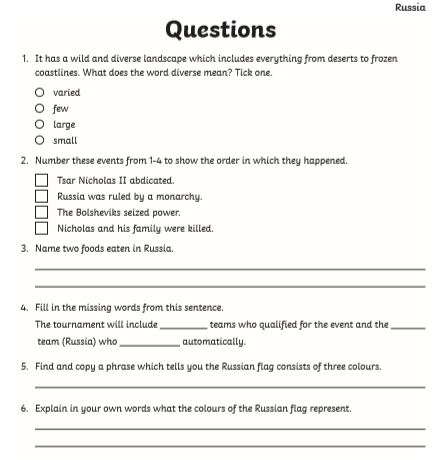 Russia
Questions
1. It has a wild and diverse landscape which includes everything from deserts to frozen
coastlines. What does the word diverse mean? Tick one.
varied
few
large
small
2. Number these events from 1-4 to show the order in which they happened.
Tsar Nicholas II abdicated.
Russia was ruled by a monarchy.
The Bolsheviks seized power.
Nicholas and his family were killed.
3. Name two foods eaten in Russia.
4. Fill in the missing words from this sentence.
The tournament will include ________ teams who qualified for the event and the ______
team (Russia) who __________ automatically.
5. Find and copy a phrase which tells you the Russian flag consists of three colours.
6. Explain in your own words what the colours of the Russian flag represent.